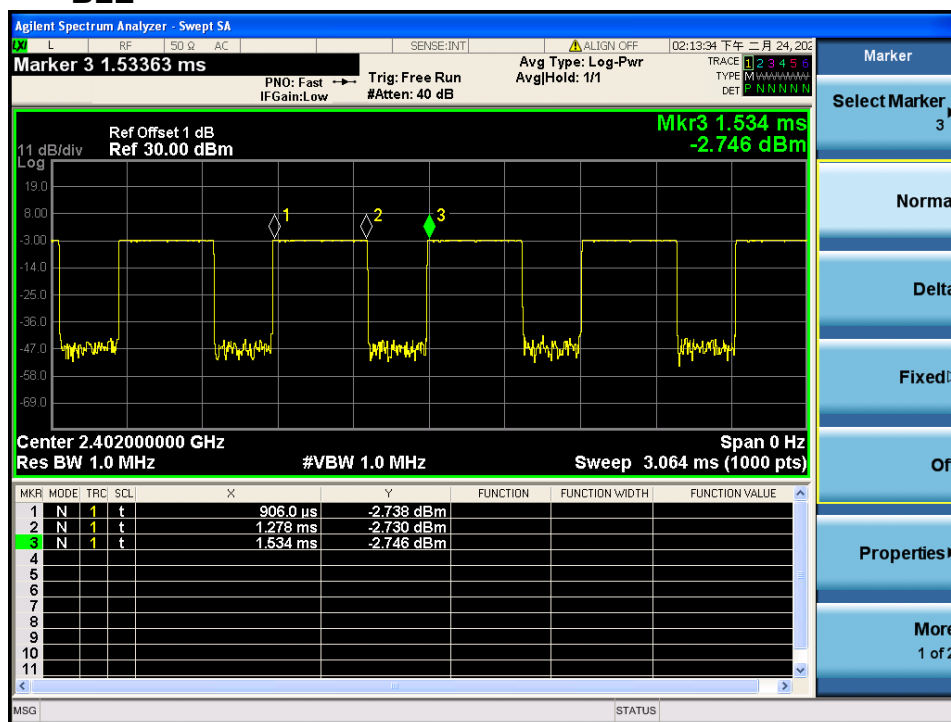 Agilent Spectrum Analyzer - Swept SA
LXI L RF 50 Ω AC SENSE:INT ALIGN OFF 02:13:34 下午 二月 24, 202
Marker 3 1.53363 ms
PNO: Fast
IFGain:Low
Trig: Free Run
#Atten: 40 dB
Avg Type: Log-Pwr
Avg|Hold: 1/1
TRACE 1 2 3 4 5 6
TYPE M
DET P N N N N N
Mkr3 1.534 ms
-2.746 dBm
Ref Offset 1 dB
11 dB/div Ref 30.00 dBm
Log
19.0
8.00
-3.00
-14.0
-25.0
-36.0
-47.0
-58.0
-69.0
1
2
3
Center 2.402000000 GHz Span 0 Hz
Res BW 1.0 MHz #VBW 1.0 MHz Sweep 3.064 ms (1000 pts)
MKR MODE TRC SCL X Y FUNCTION FUNCTION WIDTH FUNCTION VALUE
1 N 1 t 906.0 µs -2.738 dBm
2 N 1 t 1.278 ms -2.730 dBm
3 N 1 t 1.534 ms -2.746 dBm
4
5
6
7
8
9
10
11
MSG STATUS
Marker
Select Marker
3
Norma
Delta
Fixed
Of
Properties
More
1 of 2